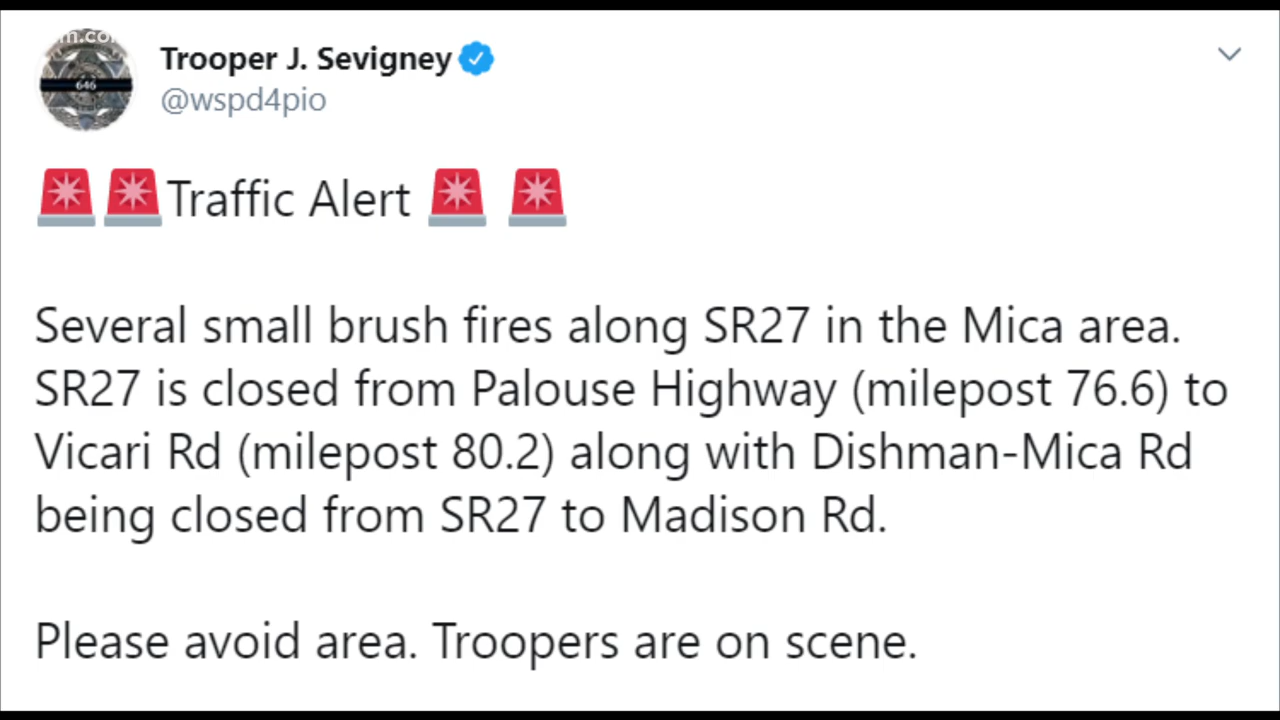 m.com
Trooper J. Sevigney
@wspd4pio
646
Traffic Alert
Several small brush fires along SR27 in the Mica area.
SR27 is closed from Palouse Highway (milepost 76.6) to
Vicari Rd (milepost 80.2) along with Dishman-Mica Rd
being closed from SR27 to Madison Rd.
Please avoid area. Troopers are on scene.